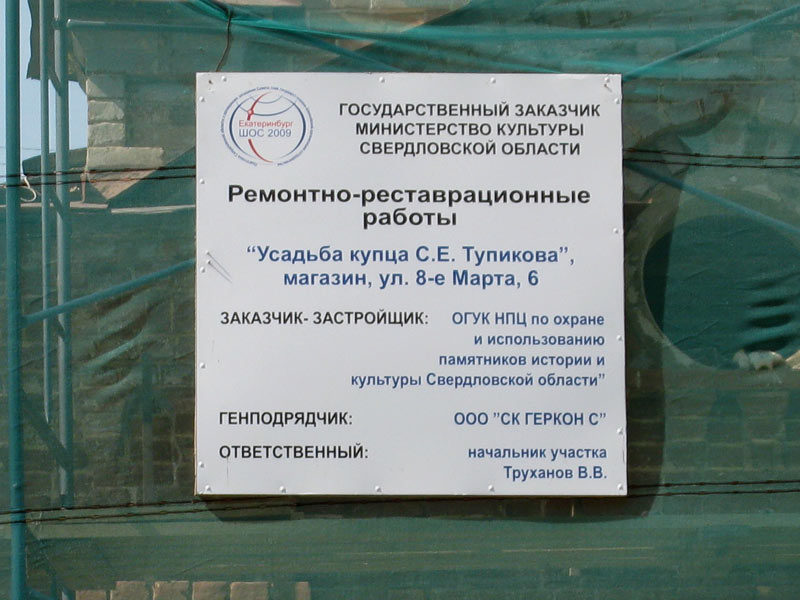 Екатеринбург
ШОС 2009
ГОСУДАРСТВЕННЫЙ ЗАКАЗЧИК
МИНИСТЕРСТВО КУЛЬТУРЫ
СВЕРДЛОВСКОЙ ОБЛАСТИ
Ремонтно-реставрационные
работы
“Усадьба купца С.Е. Тупикова”,
магазин, ул. 8-е Марта, 6
ЗАКАЗЧИК- ЗАСТРОЙЩИК: ОГУК НПЦ по охране
и использованию
памятников истории и
культуры Свердловской области”
ГЕНПОДРЯДЧИК: ООО ”СК ГЕРКОН С”
ОТВЕТСТВЕННЫЙ: начальник участка
Труханов В.В.